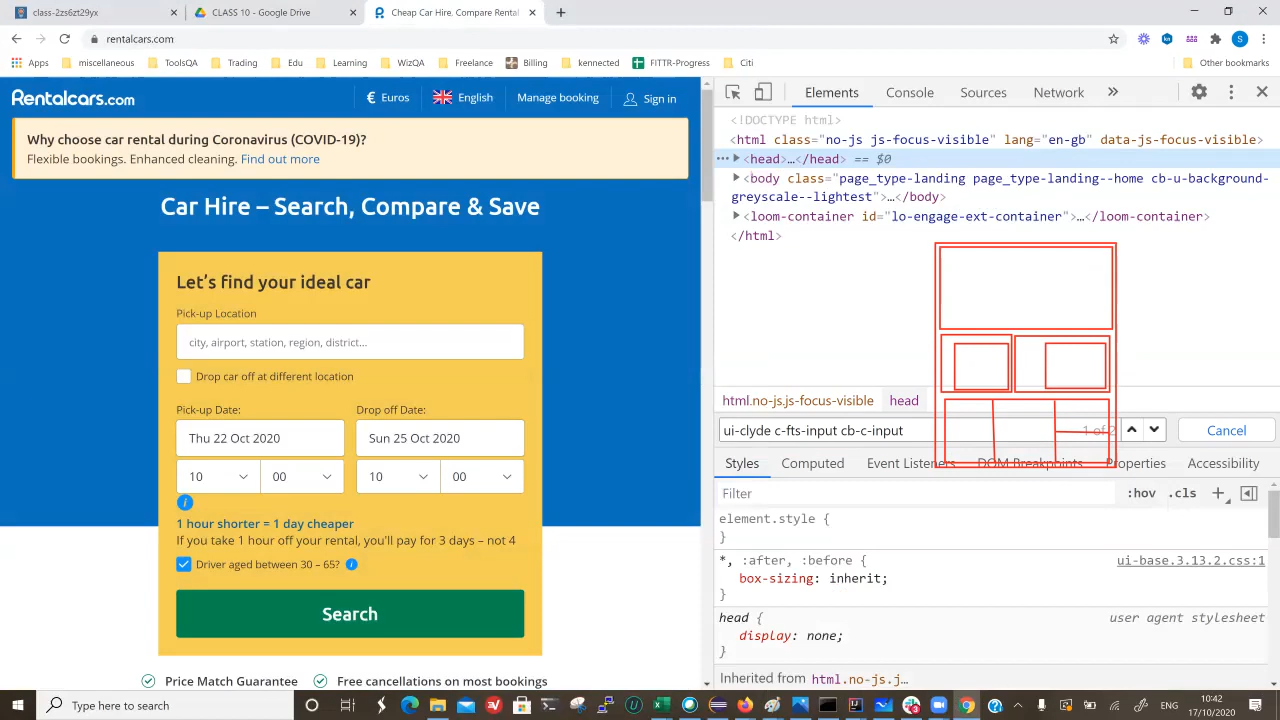 class-2zs6zt29yx
CLASS 10 - Google Drive
Cheap Car Hire, Compare Rental
rentalcars.com
S
Apps
miscellaneous
ToolsQA
Trading
Edu
Learning
WizQA
Freelance
Billing
kennected
FITTR-Progress
Citi
Other bookmarks
Rentalcars.com
€ Euros
English
Manage booking
Sign in
Why choose car rental during Coronavirus (COVID-19)?
Flexible bookings. Enhanced cleaning. Find out more
Car Hire – Search, Compare & Save
Let's find your ideal car
Pick-up Location
city, airport, station, region, district...
Drop car off at different location
Pick-up Date:
Drop off Date:
Thu 22 Oct 2020
Sun 25 Oct 2020
10
00
10
00
i
1 hour shorter = 1 day cheaper
If you take 1 hour off your rental, you'll pay for 3 days – not 4
Driver aged between 30 – 65?
i
Search
Price Match Guarantee
Free cancellations on most bookings
Elements
Console
Sources
Network
<!DOCTYPE html>
<html class="no-js js-focus-visible" lang="en-gb" data-js-focus-visible>
<head>…</head> == $0
<body class="page_type-landing page_type-landing--home cb-u-background-
greyscale--lightest">…</body>
<loom-container id="lo-engage-ext-container">…</loom-container>
</html>
html.no-js.js-focus-visible
head
ui-clyde c-fts-input cb-c-input
1 of 2
Cancel
Styles
Computed
Event Listeners
DOM Breakpoints
Properties
Accessibility
Filter
:hov
.cls
element.style {
}
*, :after, :before {
ui-base.3.13.2.css:1
box-sizing: inherit;
}
head {
user agent stylesheet
display: none;
}
Inherited from html.no-js.j…
Type here to search
ENG
10:42
17/10/2020